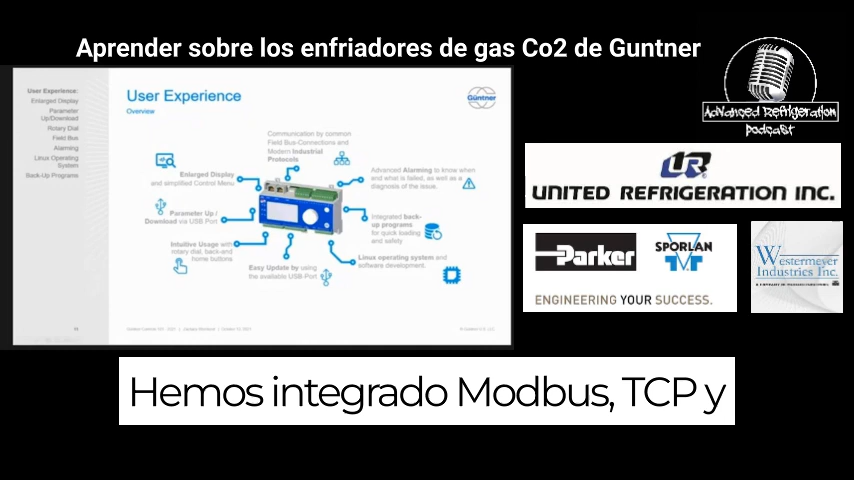 Aprender sobre los enfriadores de gas Co2 de Guntner
Advanced Refrigeration
podcast
User Experience:
Enlarged Display
Parameter
Up/Download
Rotary Dial
Field Bus
Alarming
Linux Operating
System
Back-Up Programs
User Experience
Overview
Güntner
Communication by common
Field Bus-Connections and
Modern Industrial
Protocols
Enlarged Display
and simplified Control Menu
Advanced Alarming to know when
and what is failed, as well as a
diagnosis of the issue.
Parameter Up /
Download via USB Port
Integrated back-
up programs
for quick loading
and safety
Intuitive Usage with
rotary dial, back-and
home buttons
Easy Update by using
the available USB-Port
Linux operating system and
software development.
UR
UNITED REFRIGERATION INC.
Parker
SPORLAN
ENGINEERING YOUR SUCCESS.
Westermeyer
Industries Inc.
Hemos integrado Modbus, TCP y